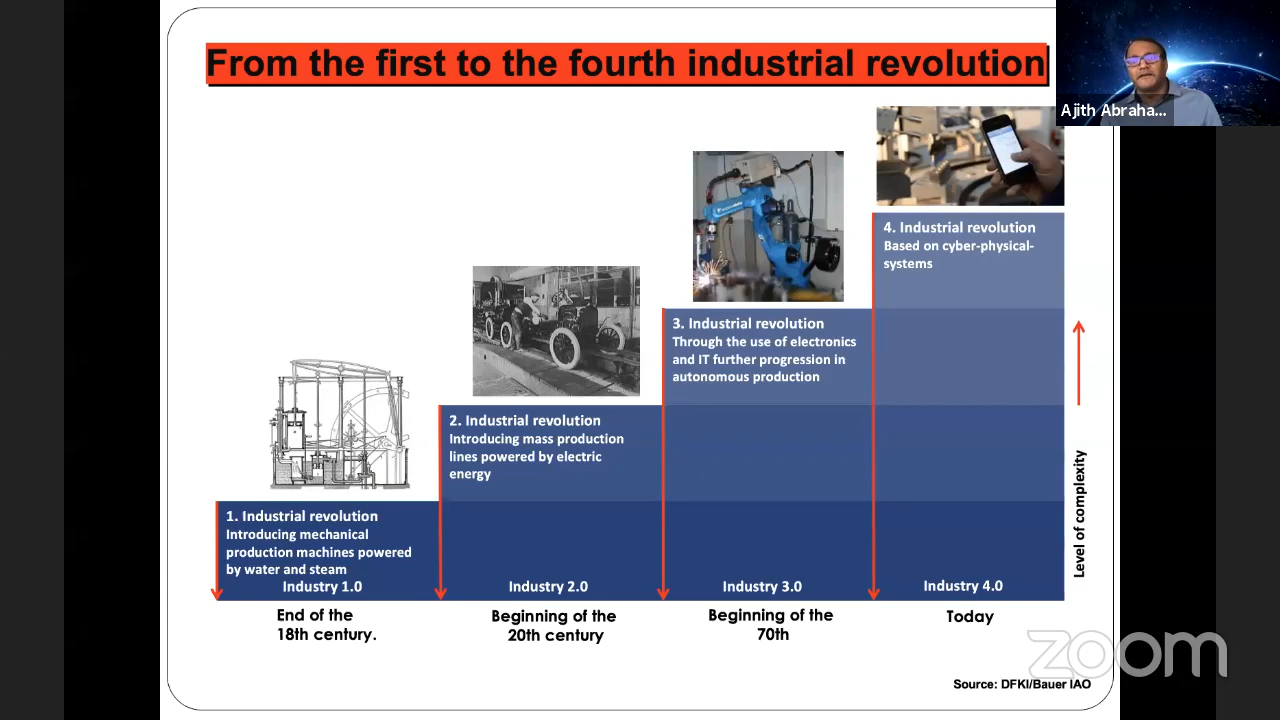 From the first to the fourth industrial revolution
Ajith Abraha...
4. Industrial revolution
Based on cyber-physical-
systems
3. Industrial revolution
Through the use of electronics
and IT further progression in
autonomous production
2. Industrial revolution
Introducing mass production
lines powered by electric
energy
1. Industrial revolution
Introducing mechanical
production machines powered
by water and steam
Level of complexity
Industry 1.0
Industry 2.0
Industry 3.0
Industry 4.0
End of the
18th century.
Beginning of the
20th century
Beginning of the
70th
Today
zoom
Source: DFKI/Bauer IAO